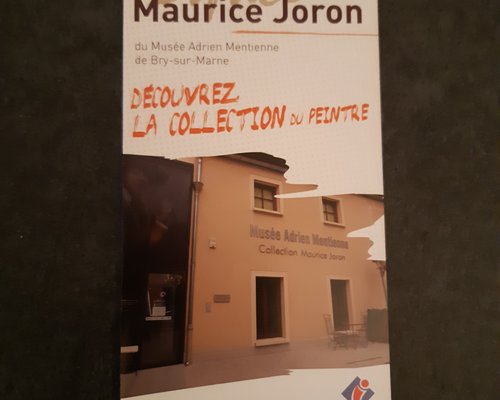 Maurice Joron
du Musée Adrien Mentienne
de Bry-sur-Marne
DÉCOUVREZ
LA COLLECTION DU PEINTRE
Musée Adrien Mentienne
Collection Maurice Joron